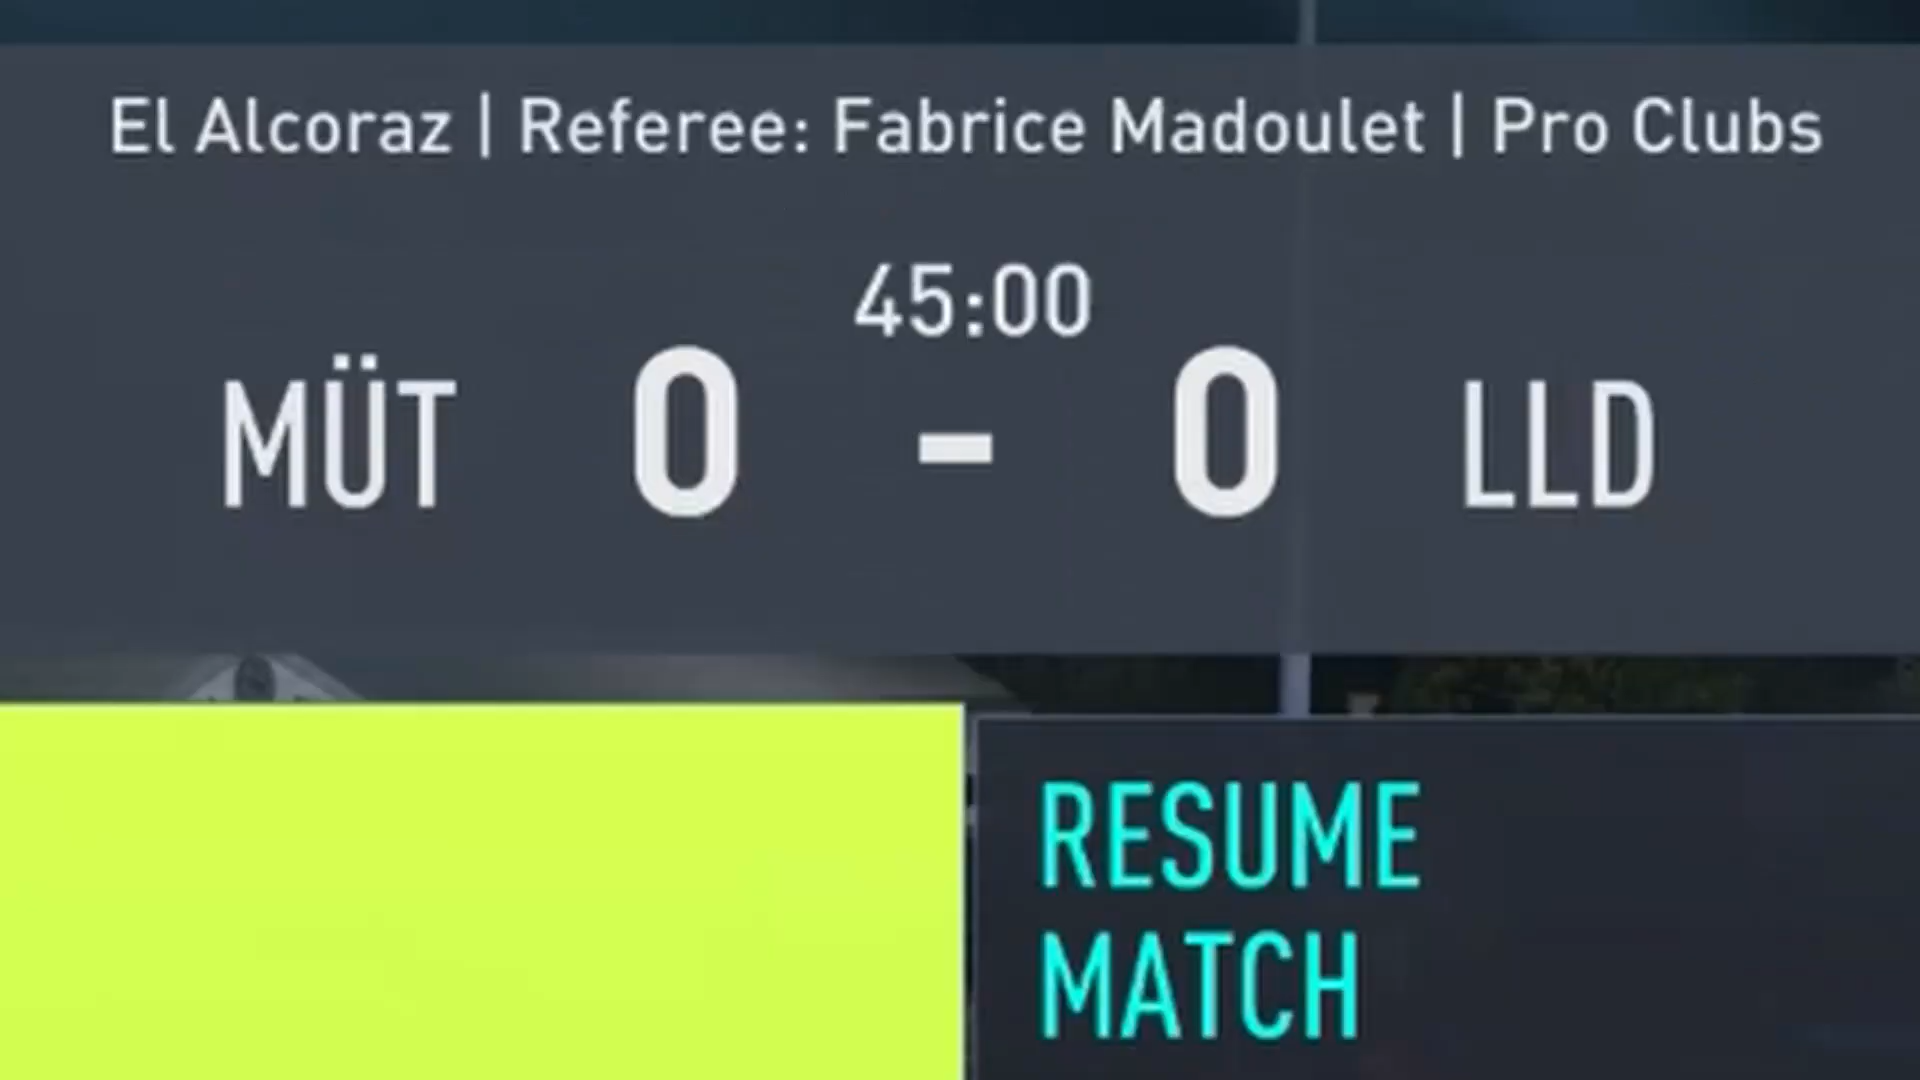 El Alcoraz | Referee: Fabrice Madoulet | Pro Clubs
45:00
MÜT 0 - 0 LLD
RESUME
MATCH